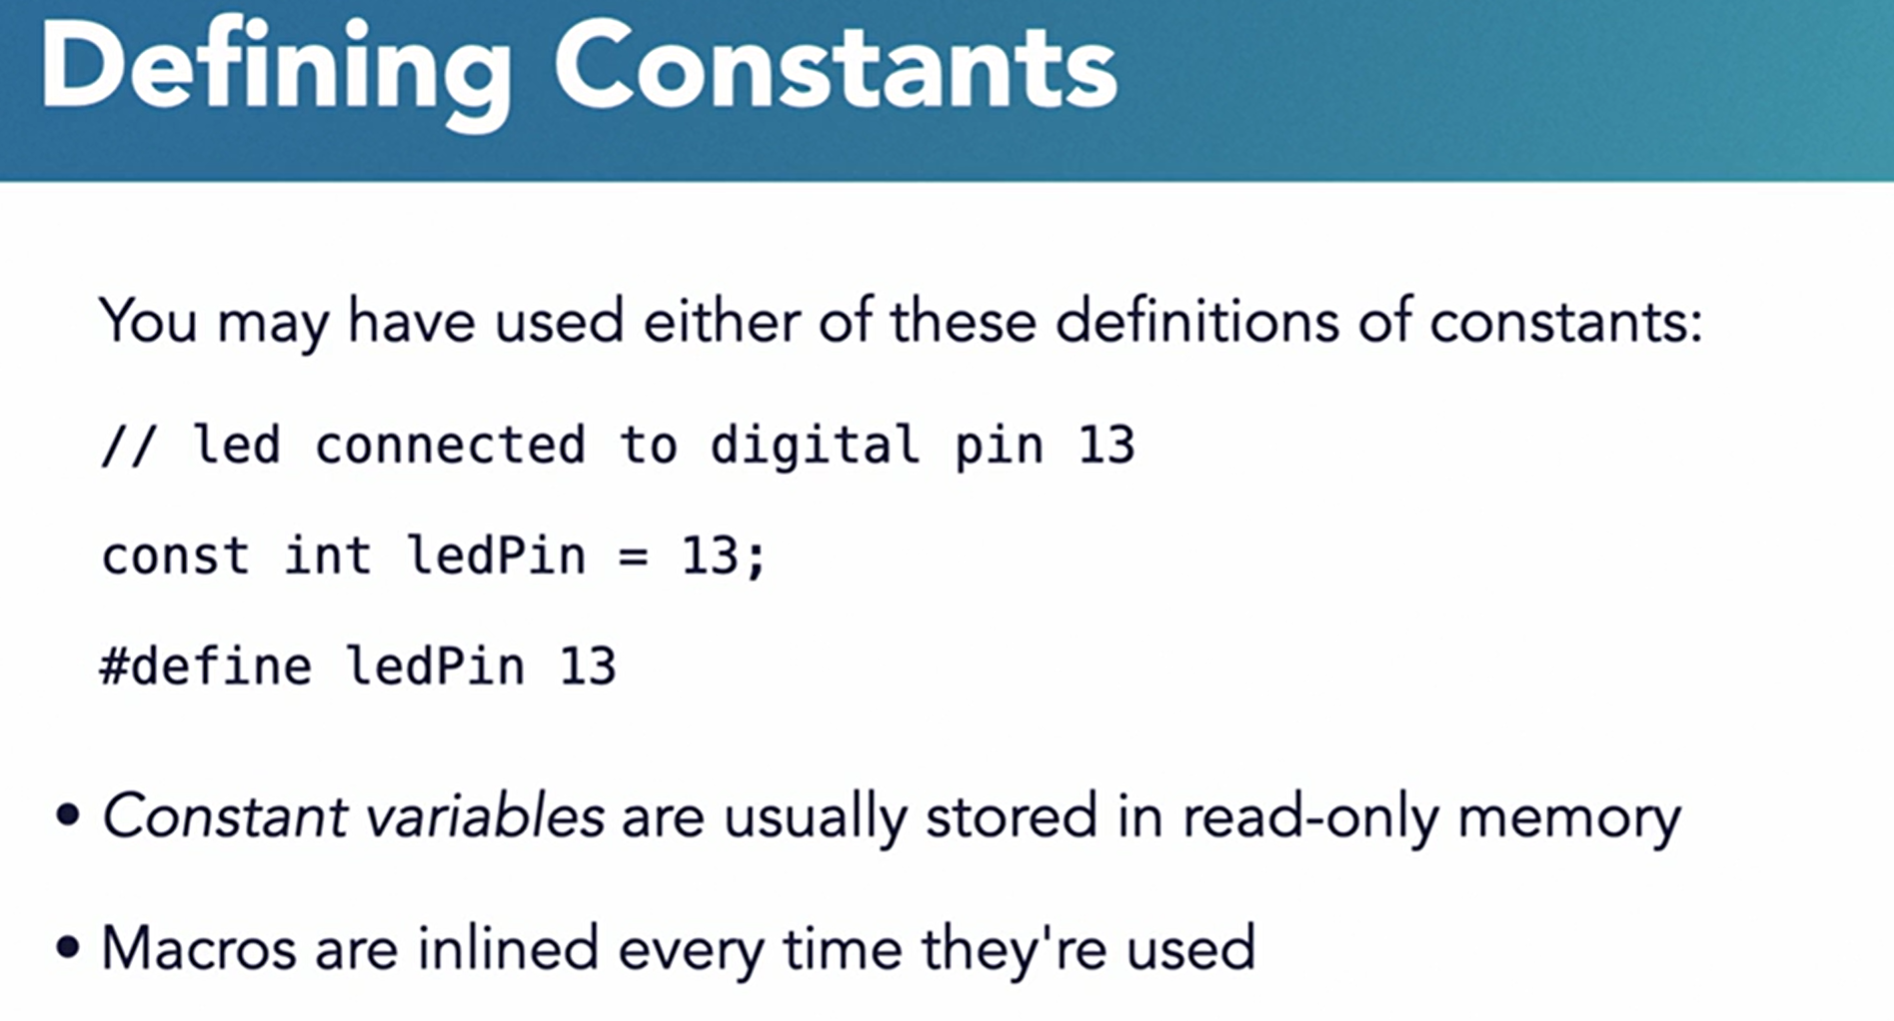 Defining Constants
You may have used either of these definitions of constants:
// led connected to digital pin 13
const int ledPin = 13;
#define ledPin 13
• Constant variables are usually stored in read-only memory
• Macros are inlined every time they're used